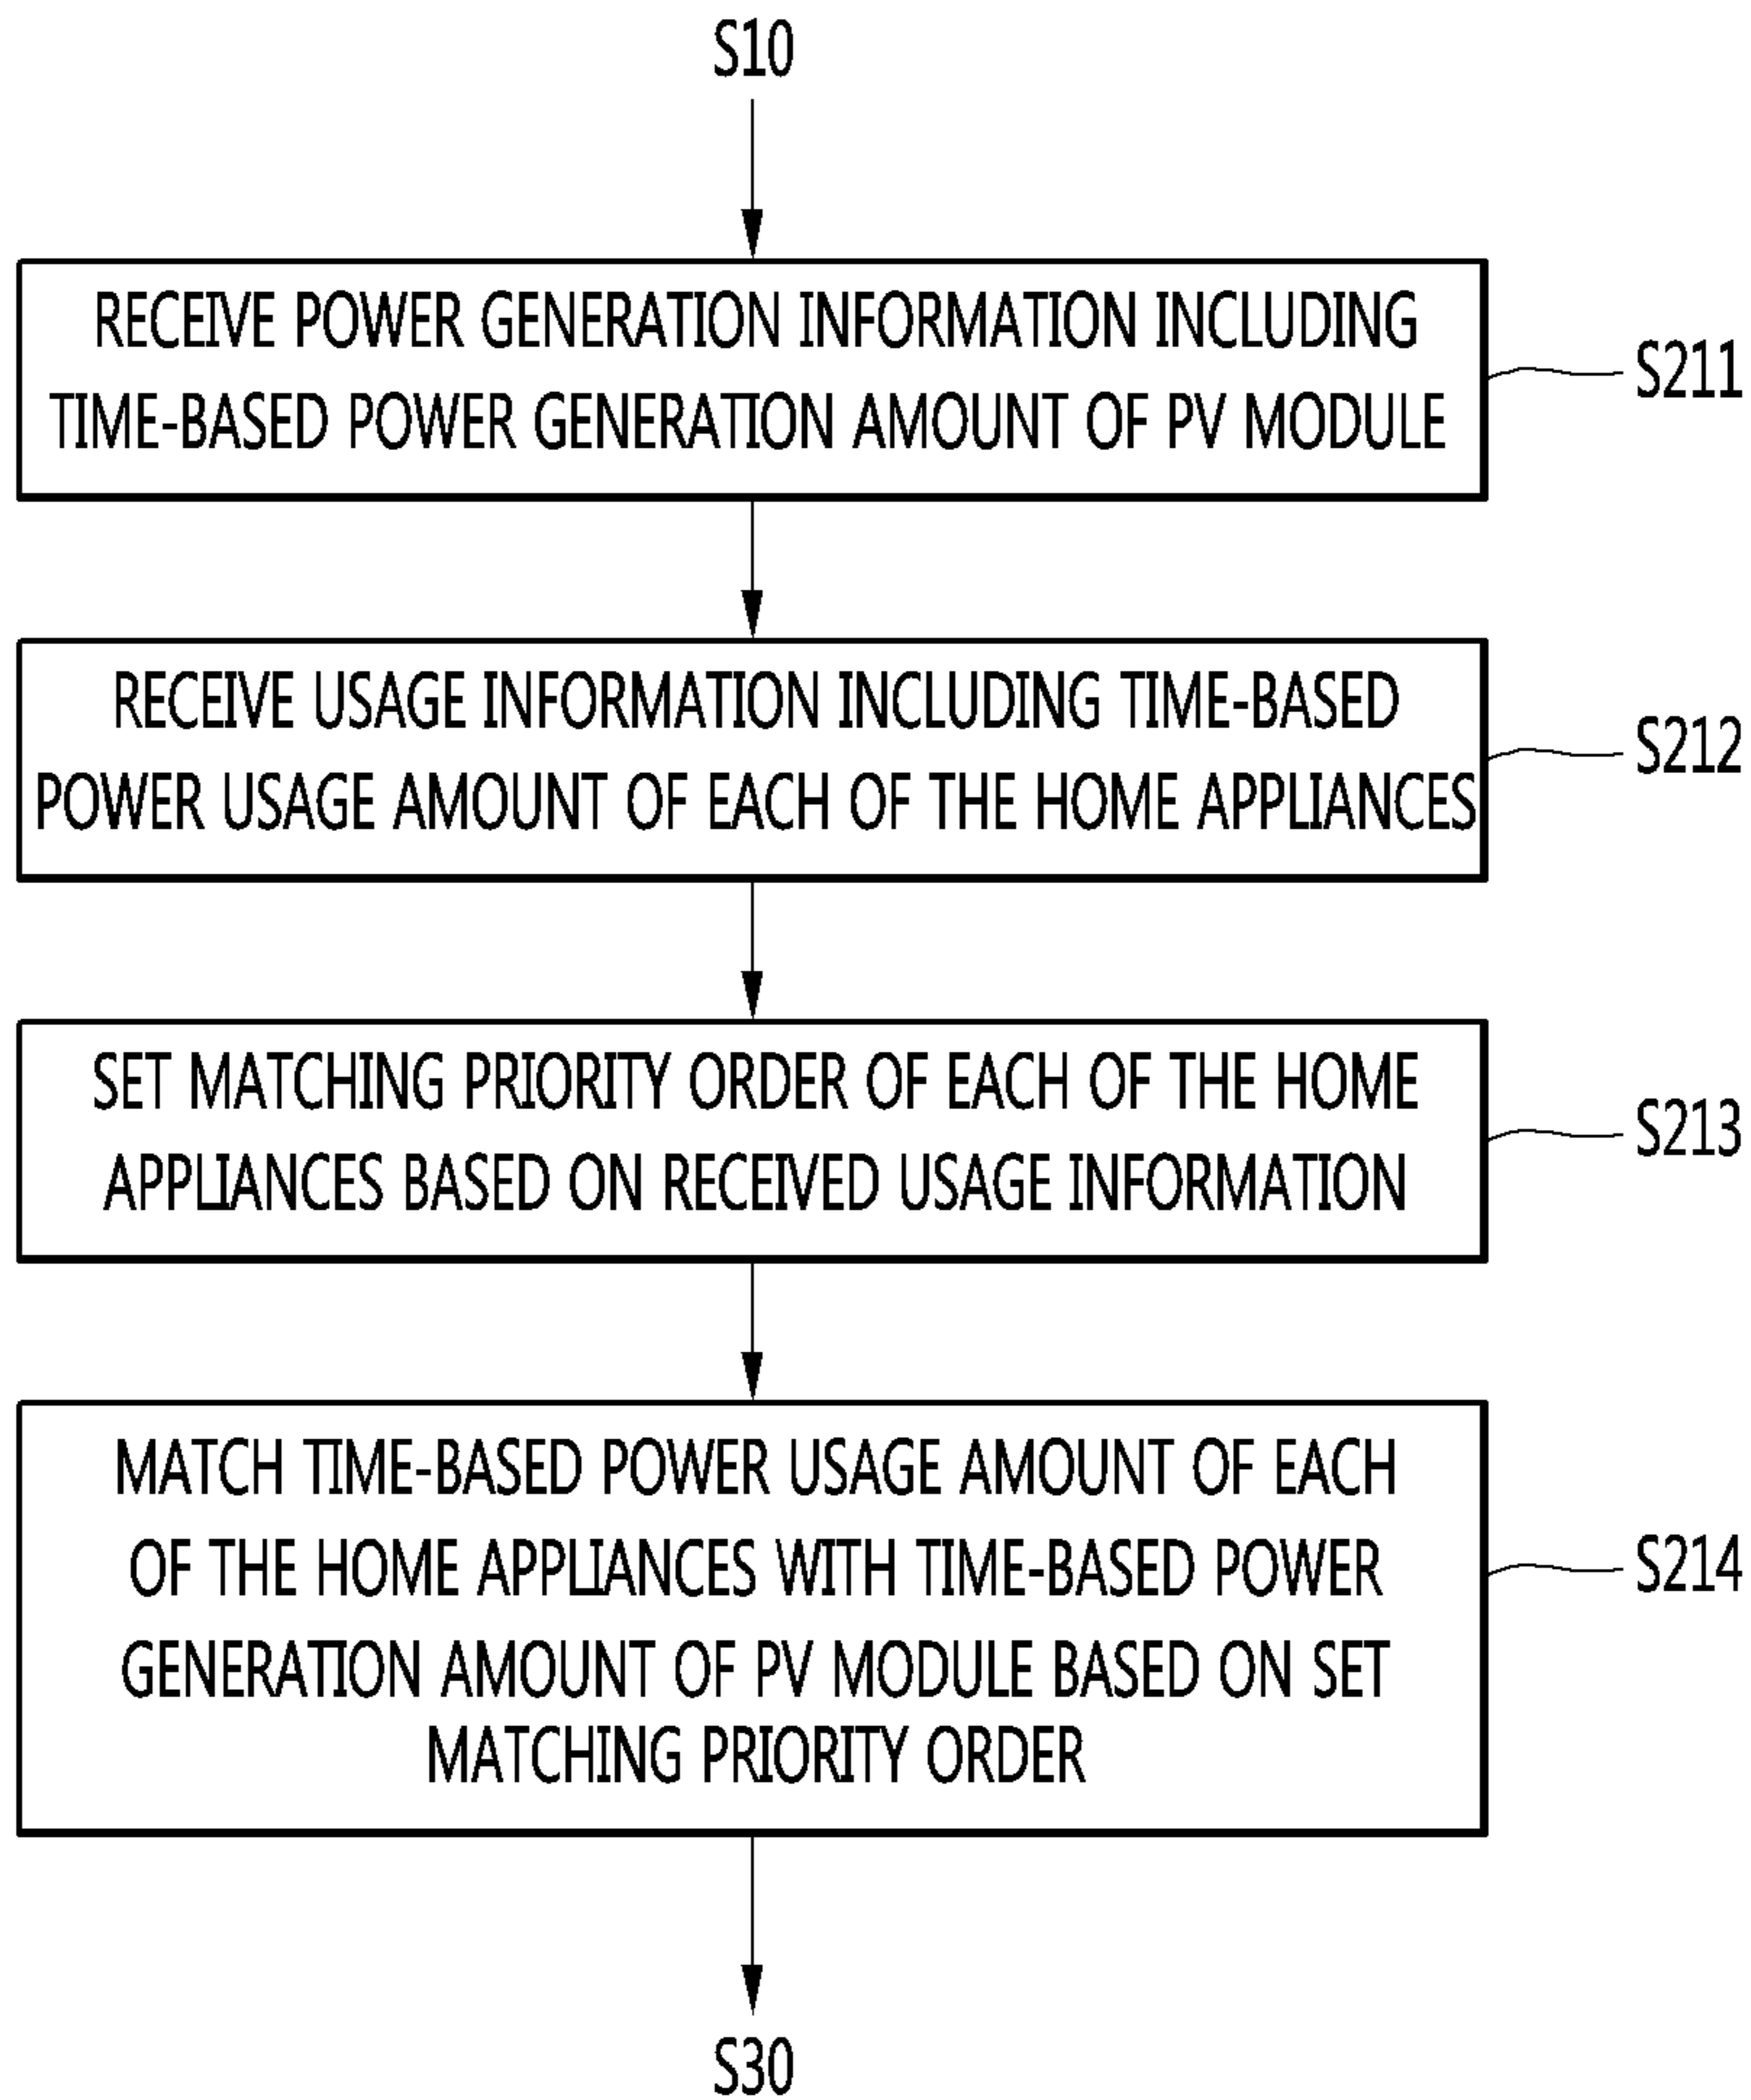 S10
RECEIVE POWER GENERATION INFORMATION INCLUDING
TIME-BASED POWER GENERATION AMOUNT OF PV MODULE
S211
RECEIVE USAGE INFORMATION INCLUDING TIME-BASED
POWER USAGE AMOUNT OF EACH OF THE HOME APPLIANCES
S212
SET MATCHING PRIORITY ORDER OF EACH OF THE HOME
APPLIANCES BASED ON RECEIVED USAGE INFORMATION
S213
MATCH TIME-BASED POWER USAGE AMOUNT OF EACH
OF THE HOME APPLIANCES WITH TIME-BASED POWER
GENERATION AMOUNT OF PV MODULE BASED ON SET
MATCHING PRIORITY ORDER
S214
S30